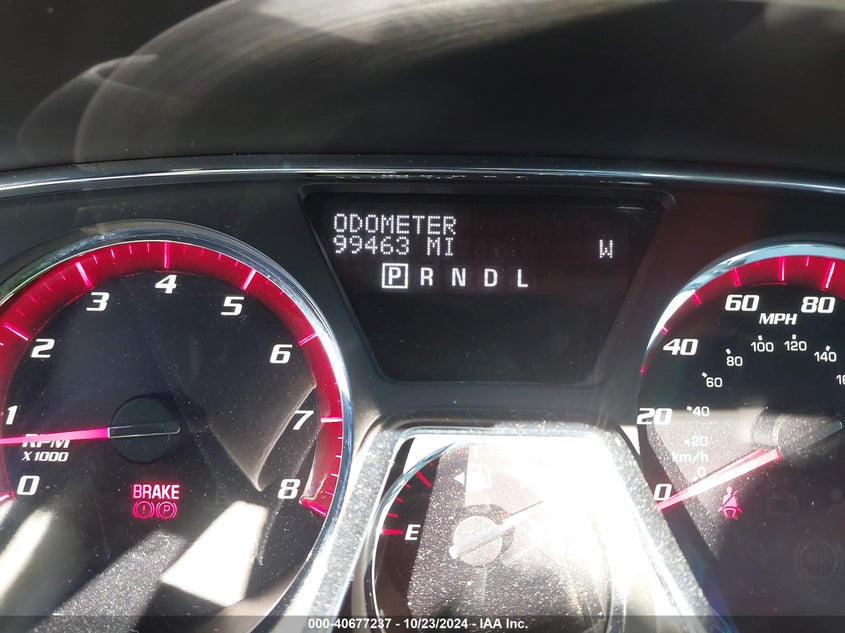 ODOMETER
99463 MI W
P R N D L
0 1 2 3 4 5 6 7 8
RPM
X1000
BRAKE
P
E
0 20 40 60 80
MPH
0 20 40 60 80 100 120 140
km/h
000-40677237 - 10/23/2024 - IAA Inc.